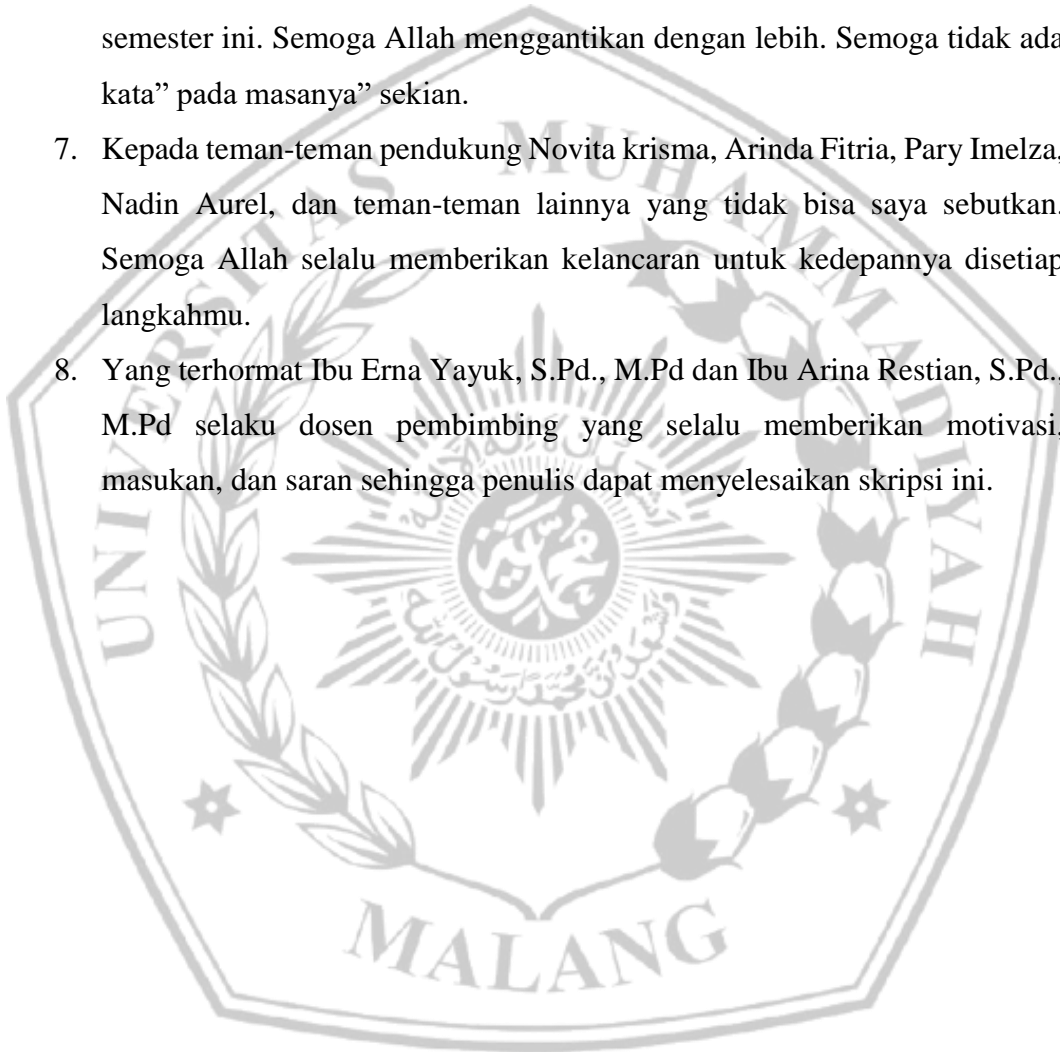 semester ini. Semoga Allah menggantikan dengan lebih. Semoga tidak ada
kata” pada masanya” sekian.
7. Kepada teman-teman pendukung Novita krisma, Arinda Fitria, Pary Imelza,
Nadin Aurel, dan teman-teman lainnya yang tidak bisa saya sebutkan.
Semoga Allah selalu memberikan kelancaran untuk kedepannya disetiap
langkahmu.
8. Yang terhormat Ibu Erna Yayuk, S.Pd., M.Pd dan Ibu Arina Restian, S.Pd.,
M.Pd selaku dosen pembimbing yang selalu memberikan motivasi,
masukan, dan saran sehingga penulis dapat menyelesaikan skripsi ini.
UNIVERSITAS MUHAMMADIYAH
MALANG